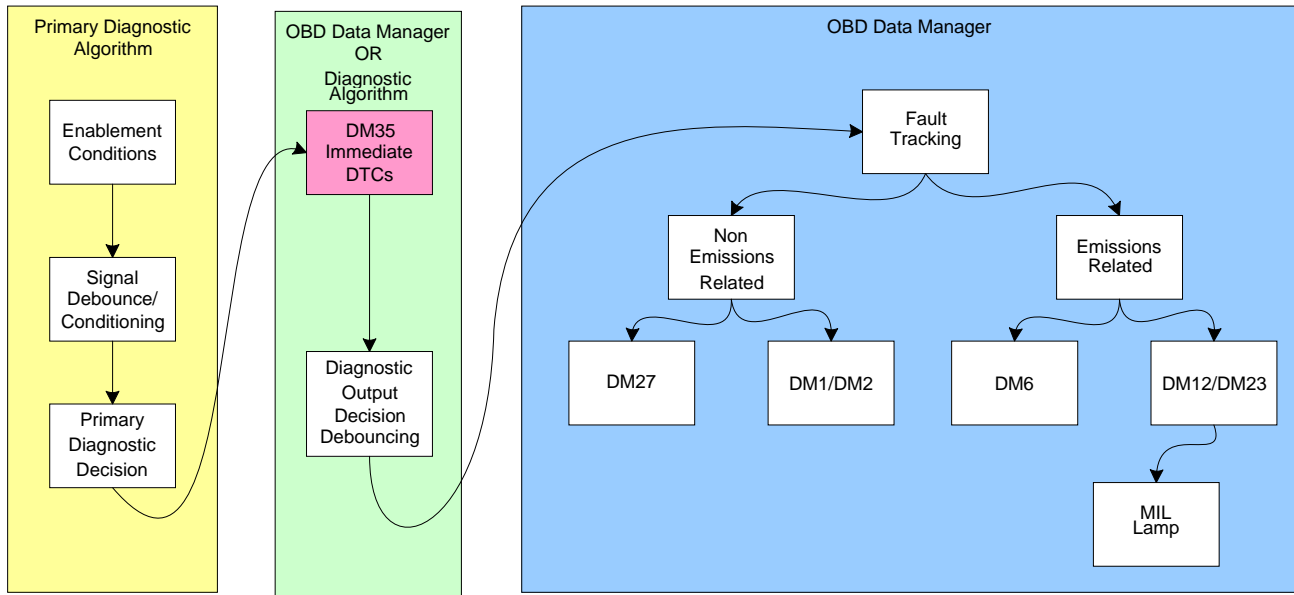 Primary Diagnostic
Algorithm
Enablement
Conditions
Signal
Debounce/
Conditioning
Primary
Diagnostic
Decision
OBD Data Manager
OR
Diagnostic
Algorithm
DM35
Immediate
DTCs
Diagnostic
Output
Decision
Debouncing
OBD Data Manager
Fault
Tracking
Non
Emissions
Related
Emissions
Related
DM27
DM1/DM2
DM6
DM12/DM23
MIL
Lamp